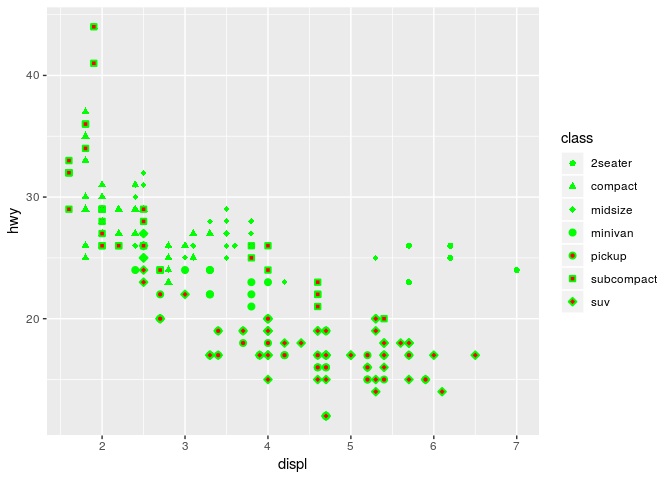 40
30
20
hwy
2 3 4 5 6 7
displ
class
2seater
compact
midsize
minivan
pickup
subcompact
suv